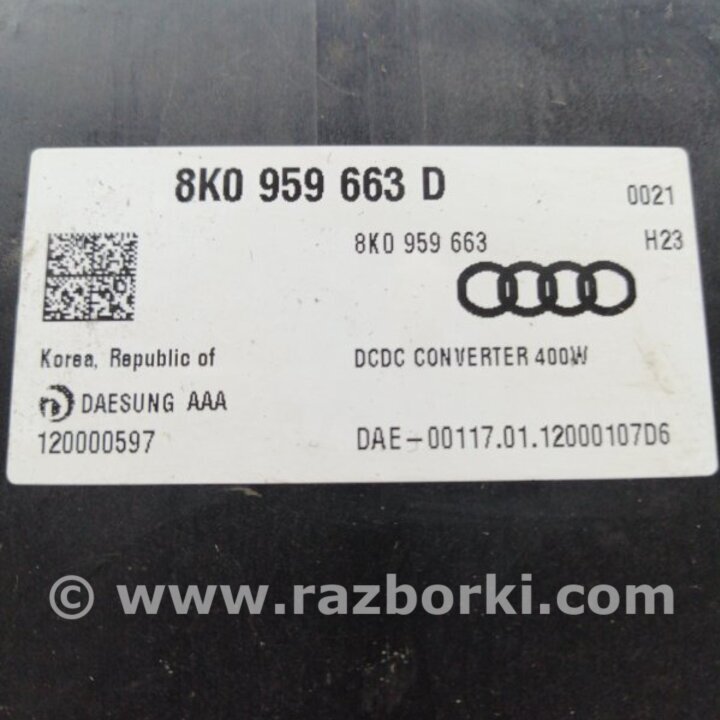 8K0 959 663 D
0021
8K0 959 663
H23
Korea, Republic of
DCDC CONVERTER 400W
DAESUNG AAA
120000597
DAE-00117.01.12000107D6
© www.razborki.com